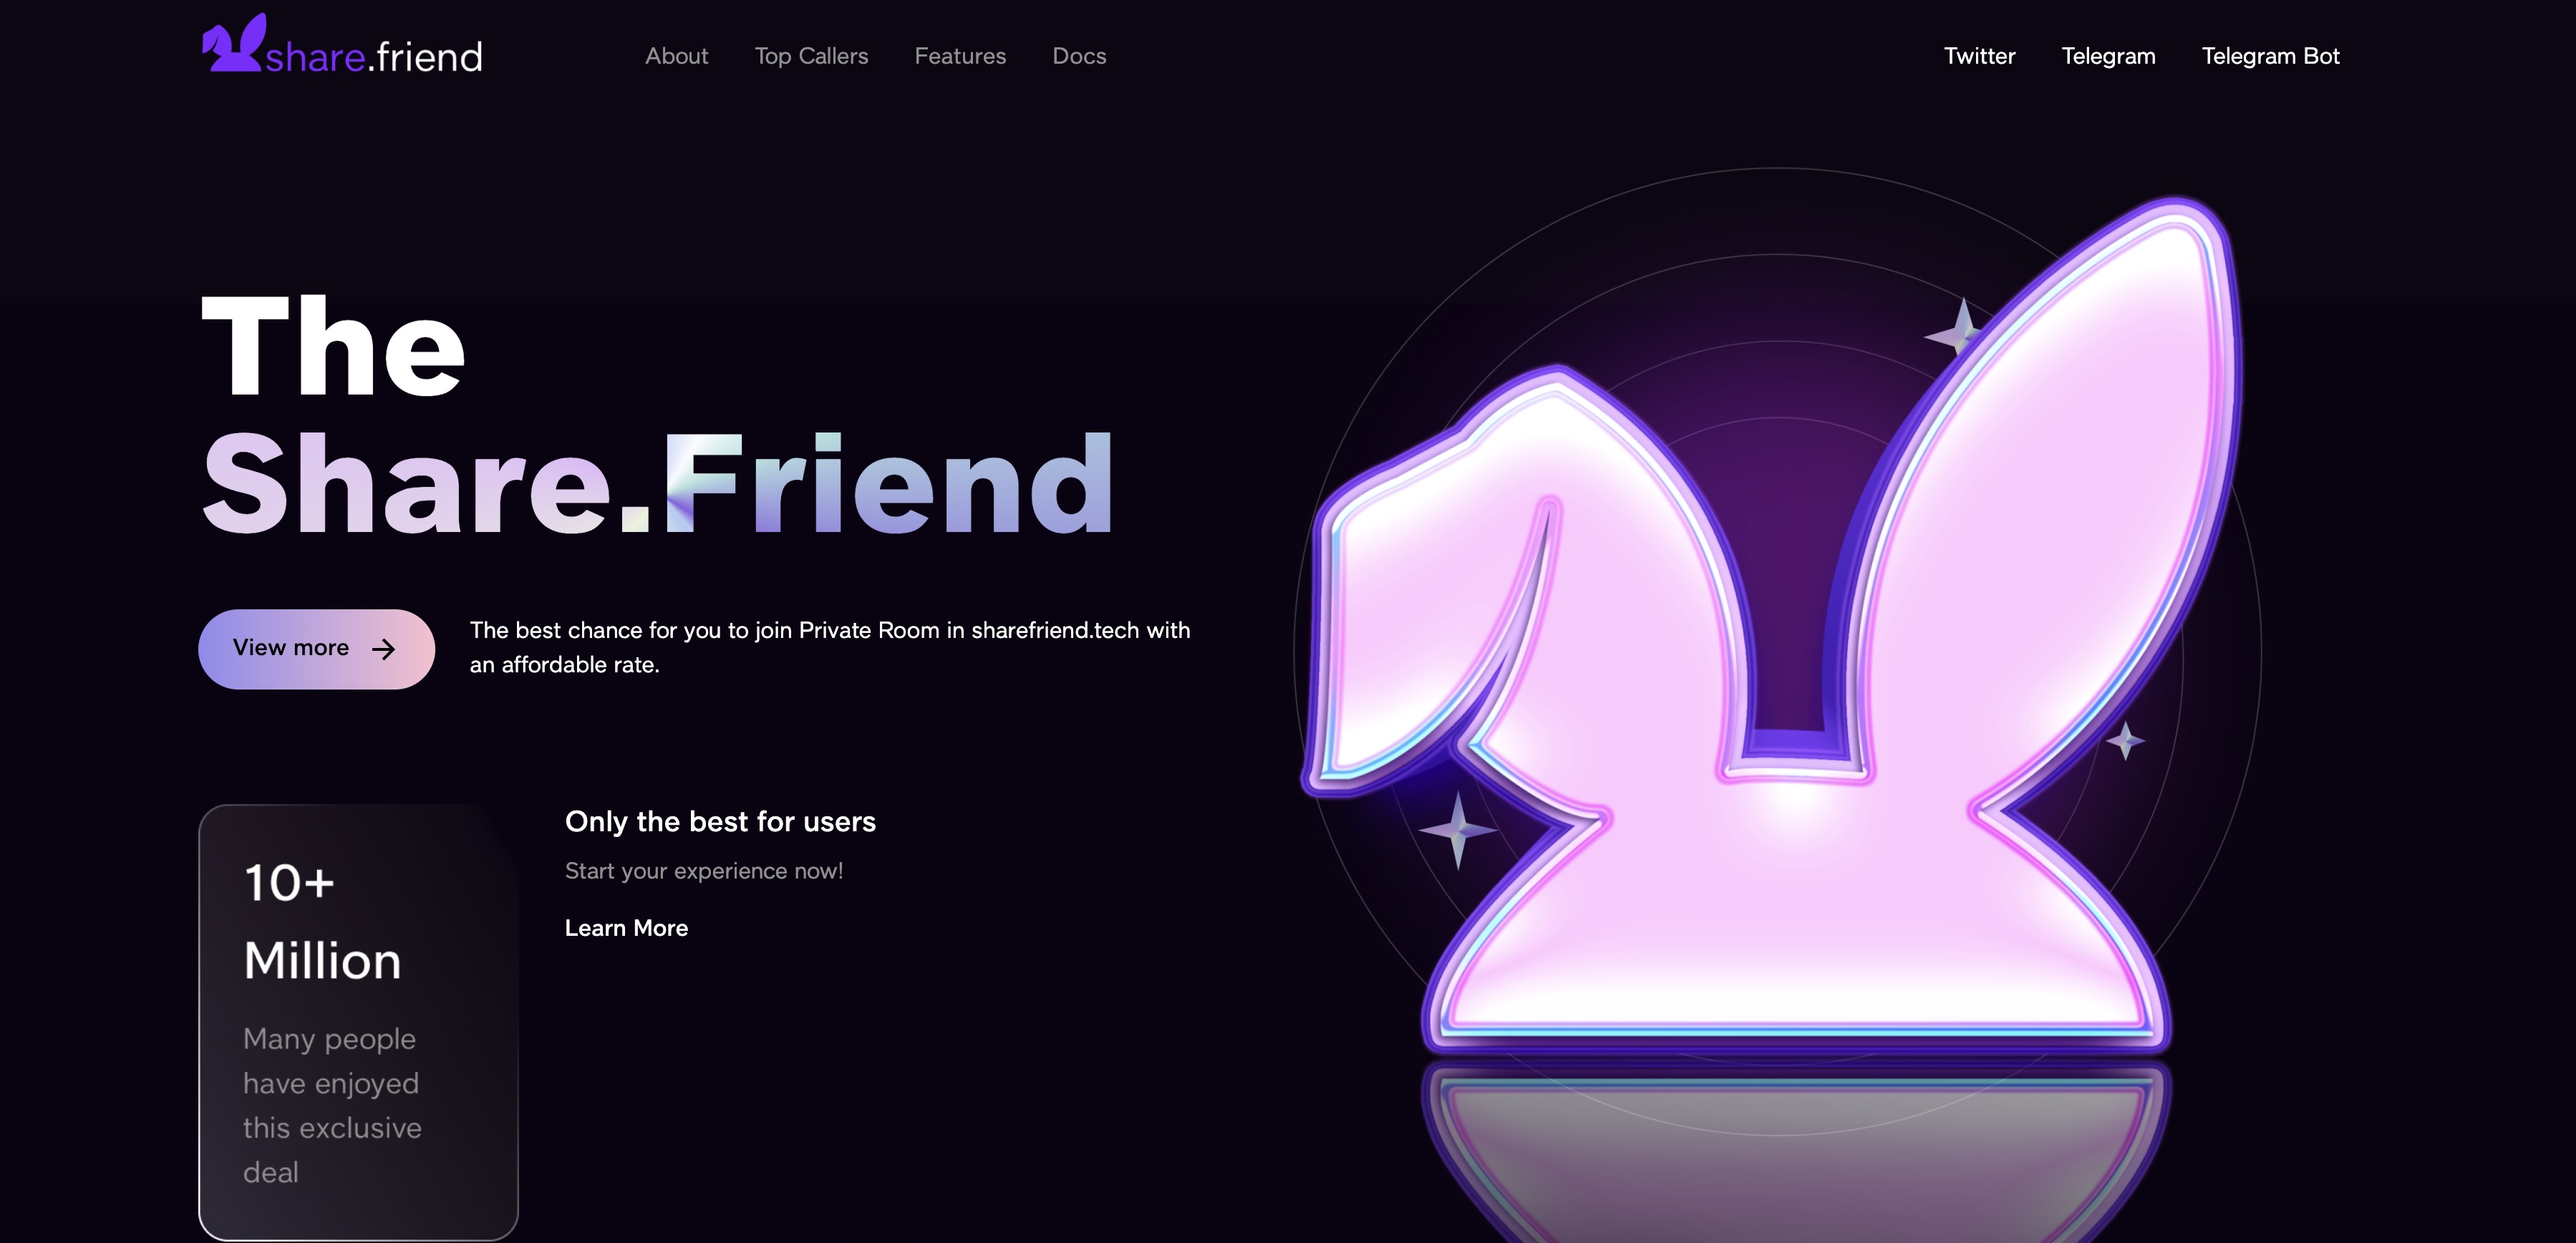 share.friend
About Top Callers Features Docs
Twitter Telegram Telegram Bot
The
Share.Friend
View more →
The best chance for you to join Private Room in sharefriend.tech with
an affordable rate.
10+
Million
Many people
have enjoyed
this exclusive
deal
Only the best for users
Start your experience now!
Learn More